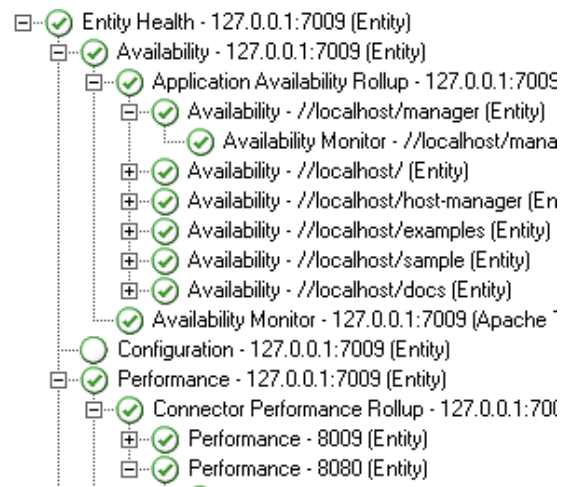 Entity Health - 127.0.0.1:7009 (Entity)
Availability - 127.0.0.1:7009 (Entity)
Application Availability Rollup - 127.0.0.1:7009
Availability - //localhost/manager (Entity)
Availability Monitor - //localhost/mana
Availability - //localhost/ (Entity)
Availability - //localhost/host-manager (En
Availability - //localhost/examples (Entity)
Availability - //localhost/sample (Entity)
Availability - //localhost/docs (Entity)
Availability Monitor - 127.0.0.1:7009 (Apache
Configuration - 127.0.0.1:7009 (Entity)
Performance - 127.0.0.1:7009 (Entity)
Connector Performance Rollup - 127.0.0.1:700
Performance - 8009 (Entity)
Performance - 8080 (Entity)